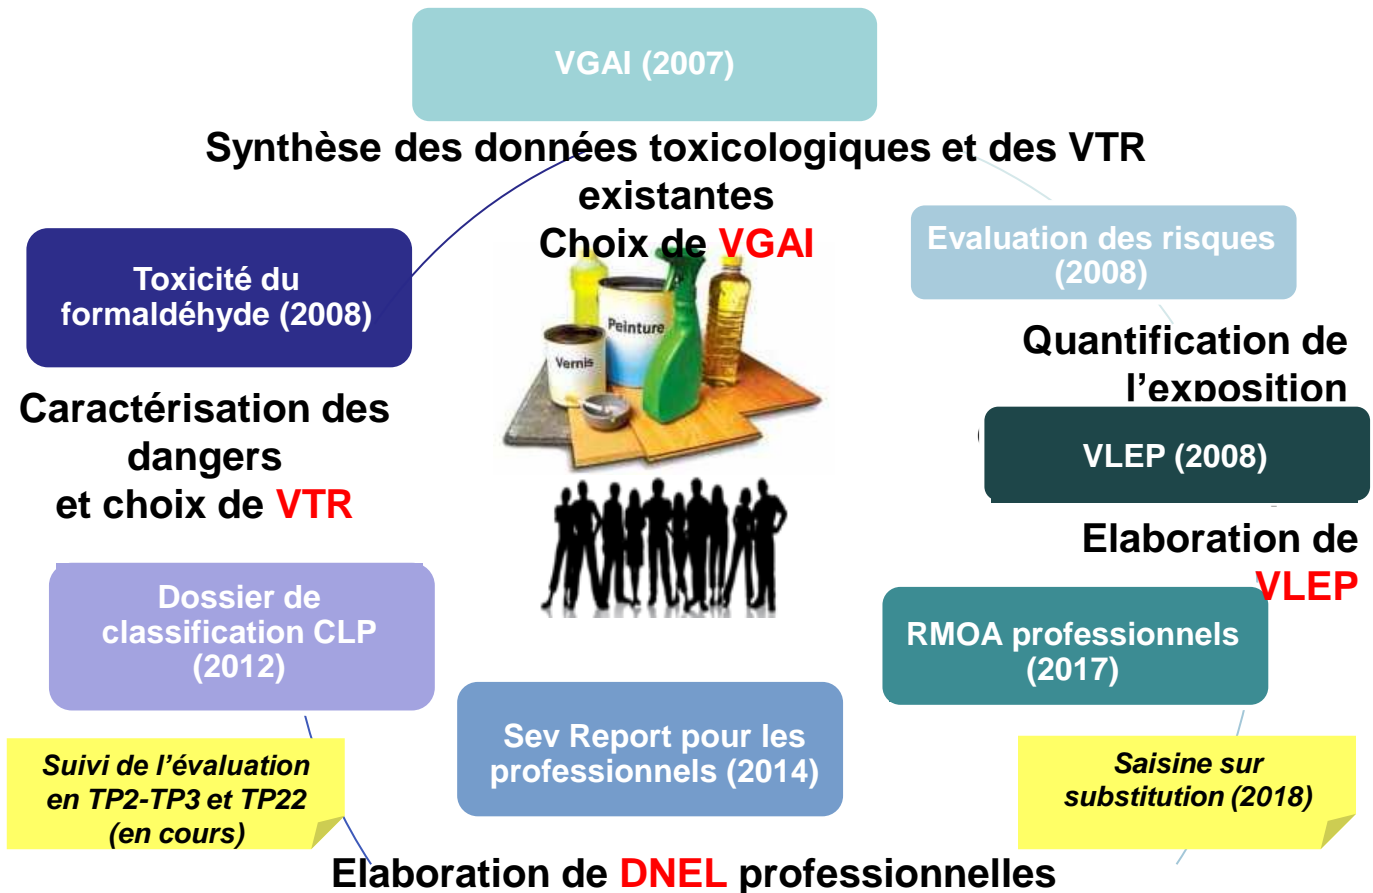 VGAI (2007)
Synthèse des données toxicologiques et des VTR
existantes
Choix de VGAI
Toxicité du
formaldéhyde (2008)
Caractérisation des
dangers
et choix de VTR
Peinture
Vernis
Evaluation des risques
(2008)
Quantification de
l'exposition
VLEP (2008)
Elaboration de
VLEP
Dossier de
classification CLP
(2012)
RMOA professionnels
(2017)
Sev Report pour les
professionnels (2014)
Suivi de l'évaluation
en TP2-TP3 et TP22
(en cours)
Saisine sur
substitution (2018)
Elaboration de DNEL professionnelles